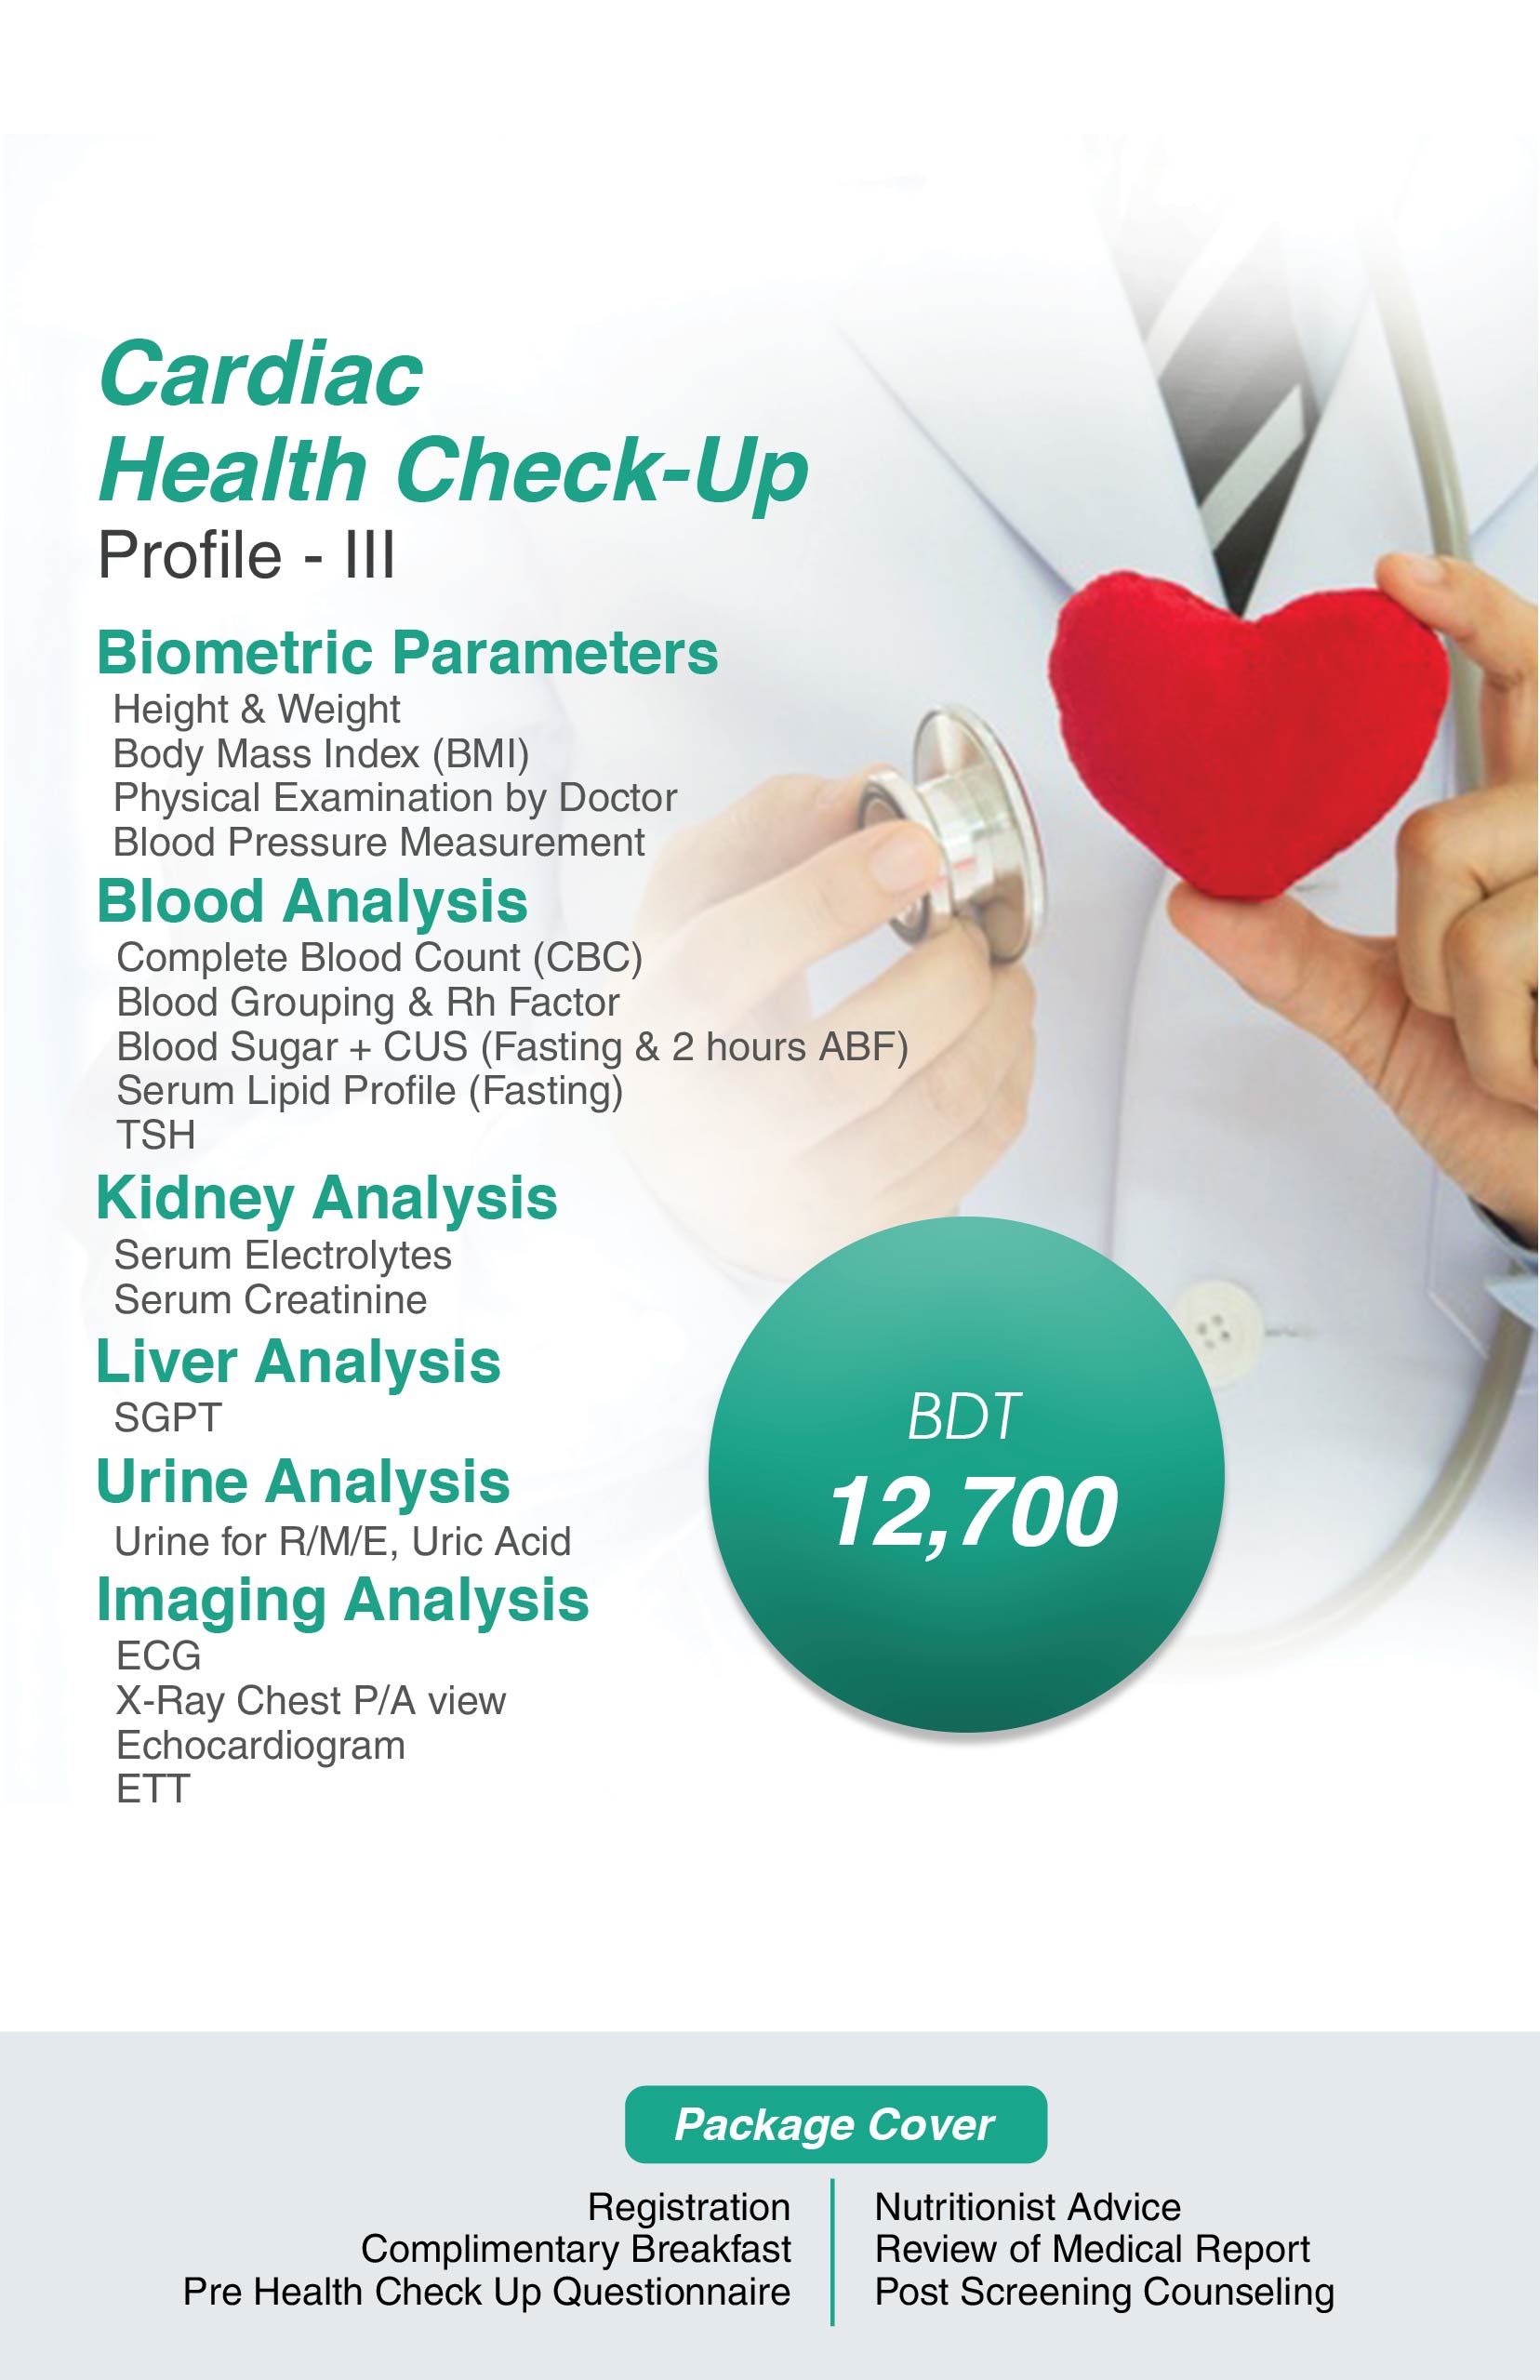 Cardiac
Health Check-Up
Profile - III
Biometric Parameters
Height & Weight
Body Mass Index (BMI)
Physical Examination by Doctor
Blood Pressure Measurement
Blood Analysis
Complete Blood Count (CBC)
Blood Grouping & Rh Factor
Blood Sugar + CUS (Fasting & 2 hours ABF)
Serum Lipid Profile (Fasting)
TSH
Kidney Analysis
Serum Electrolytes
Serum Creatinine
Liver Analysis
SGPT
Urine Analysis
Urine for R/M/E, Uric Acid
Imaging Analysis
ECG
X-Ray Chest P/A view
Echocardiogram
ETT
BDT
12,700
Package Cover
Registration
Complimentary Breakfast
Pre Health Check Up Questionnaire
Nutritionist Advice
Review of Medical Report
Post Screening Counseling